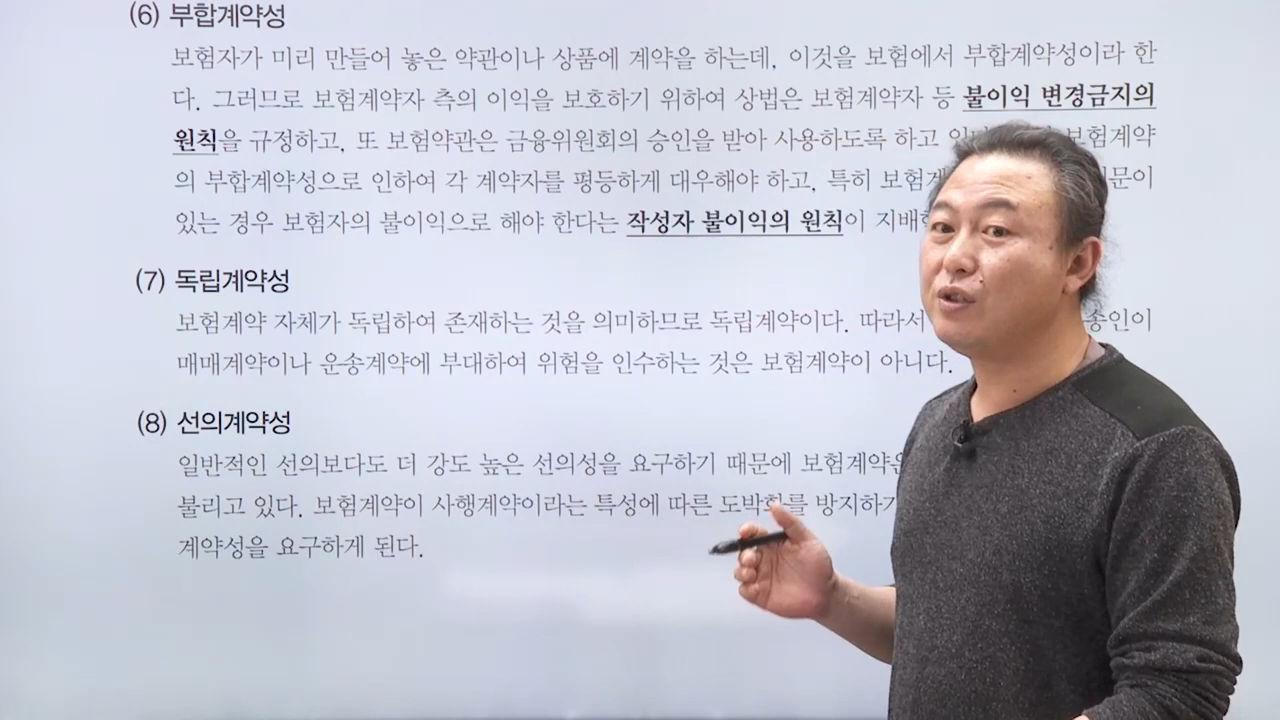 (6) 부합계약성
보험자가 미리 만들어 놓은 약관이나 상품에 계약을 하는데, 이것을 보험에서 부합계약성이라 한
다. 그러므로 보험계약자 측의 이익을 보호하기 위하여 상법은 보험계약자 등 불이익 변경금지의
원칙을 규정하고, 또 보험약관은 금융위원회의 승인을 받아 사용하도록 하고 보험계약
의 부합계약성으로 인하여 각 계약자를 평등하게 대우해야 하고, 특히
있는 경우 보험자의 불이익으로 해야 한다는 작성자 불이익의 원칙이
(7) 독립계약성
보험계약 자체가 독립하여 존재하는 것을 의미하므로 독립계약이다. 따라서
매매계약이나 운송계약에 부대하여 위험을 인수하는 것은 보험계약이 아니다.
(8) 선의계약성
일반적인 선의보다도 더 강도 높은 선의성을 요구하기 때문에
불리고 있다. 보험계약이 사행계약이라는 특성에 따른 도박화를
계약성을 요구하게 된다.